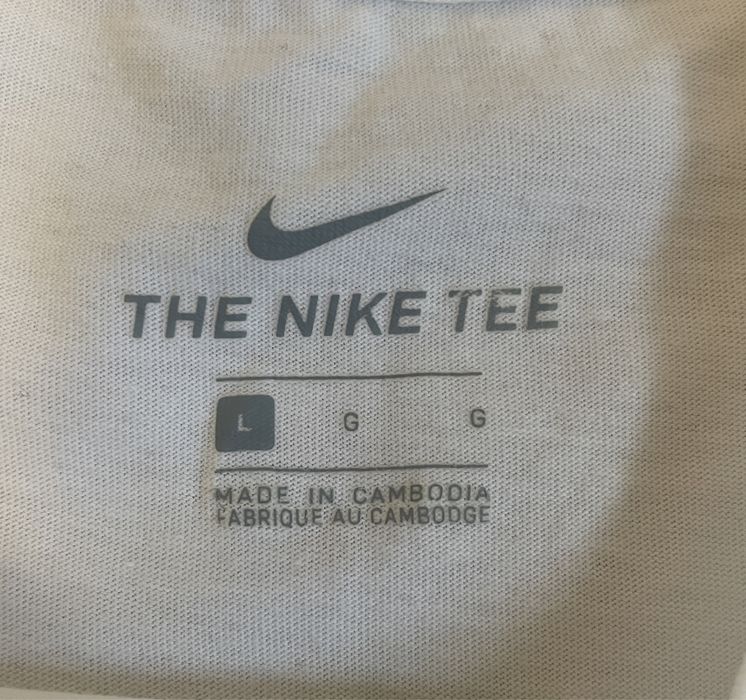 THE NIKE TEE
L G G
MADE IN CAMBODIA
FABRIQUE AU CAMBODGE